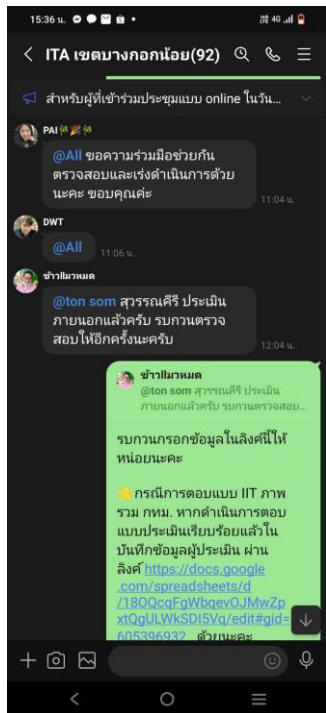 15:36 น.
4G
ITA เขตบางกอกน้อย(92)
สำหรับผู้ที่เข้าร่วมประชุมแบบ online ในวัน...
PAI
@All ขอความร่วมมือช่วยกัน
ตรวจสอบและเร่งดำเนินการด้วย
นะคะ ขอบคุณค่ะ
11:04 น.
DWT
@All
11:06 น.
ข้าวแมวหมด
@ton som สุวรรณคีรี ประเมิน
ภายนอกแล้วครับ รบกวนตรวจ
สอบให้อีกครั้งนะครับ
12:04 น.
ข้าวแมวหมด
@ton som สุวรรณคีรี ประเมิน
ภายนอกแล้วครับ รบกวนตรวจสอบ...
รบกวนกรอกข้อมูลในลิงค์นี้ให้
หน่อยนะคะ
กรณีการตอบแบบ IIT ภาพ
รวม กทม. หากดำเนินการตอบ
แบบประเมินเรียบร้อยแล้วใน
บันทึกข้อมูลผู้ประเมิน ผ่าน
ลิงค์ https://docs.google
.com/spreadsheets/d
/18OQcqFgWbqevOJMwZp
xtQgULWkSDI5Vq/edit#gid=
605396932 ด้วยนะคะ